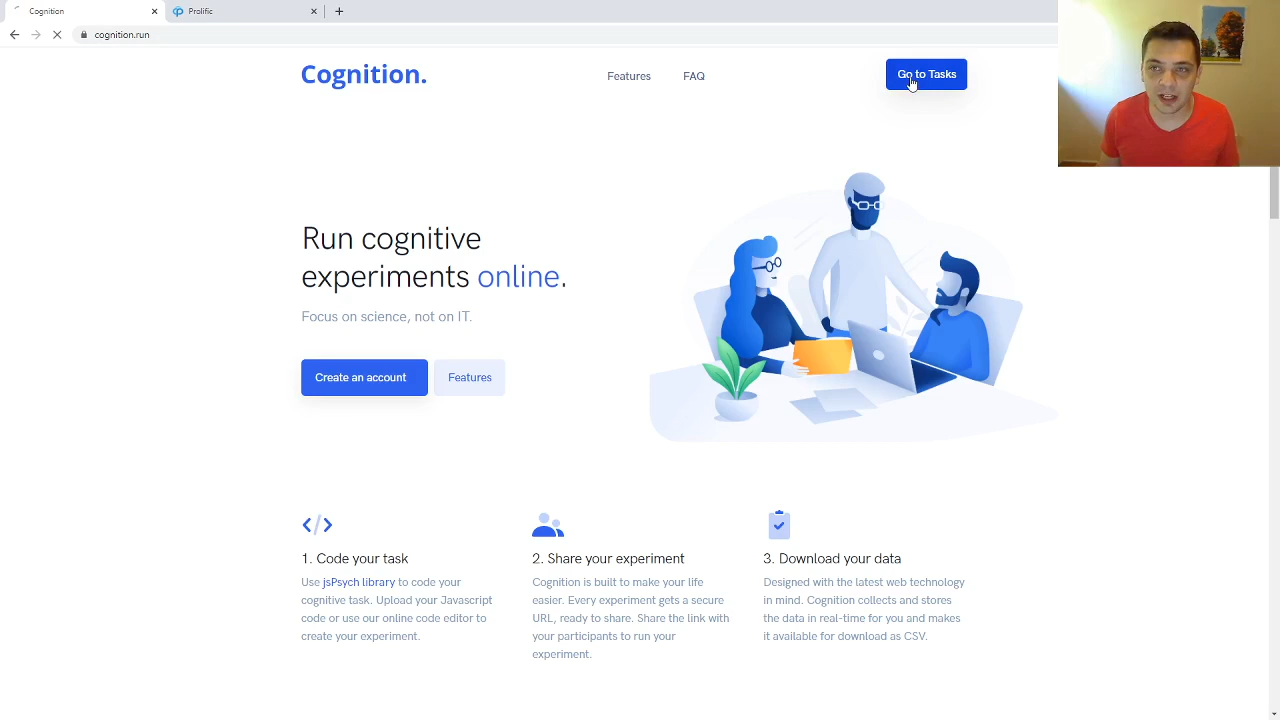 Cognition
Prolific
cognition.run
Cognition.
Features
FAQ
Go to Tasks
Run cognitive
experiments online.
Focus on science, not on IT.
Create an account
Features
1. Code your task
Use jsPsych library to code your
cognitive task. Upload your Javascript
code or use our online code editor to
create your experiment.
2. Share your experiment
Cognition is built to make your life
easier. Every experiment gets a secure
URL, ready to share. Share the link with
your participants to run your
experiment.
3. Download your data
Designed with the latest web technology
in mind. Cognition collects and stores
the data in real-time for you and makes
it available for download as CSV.